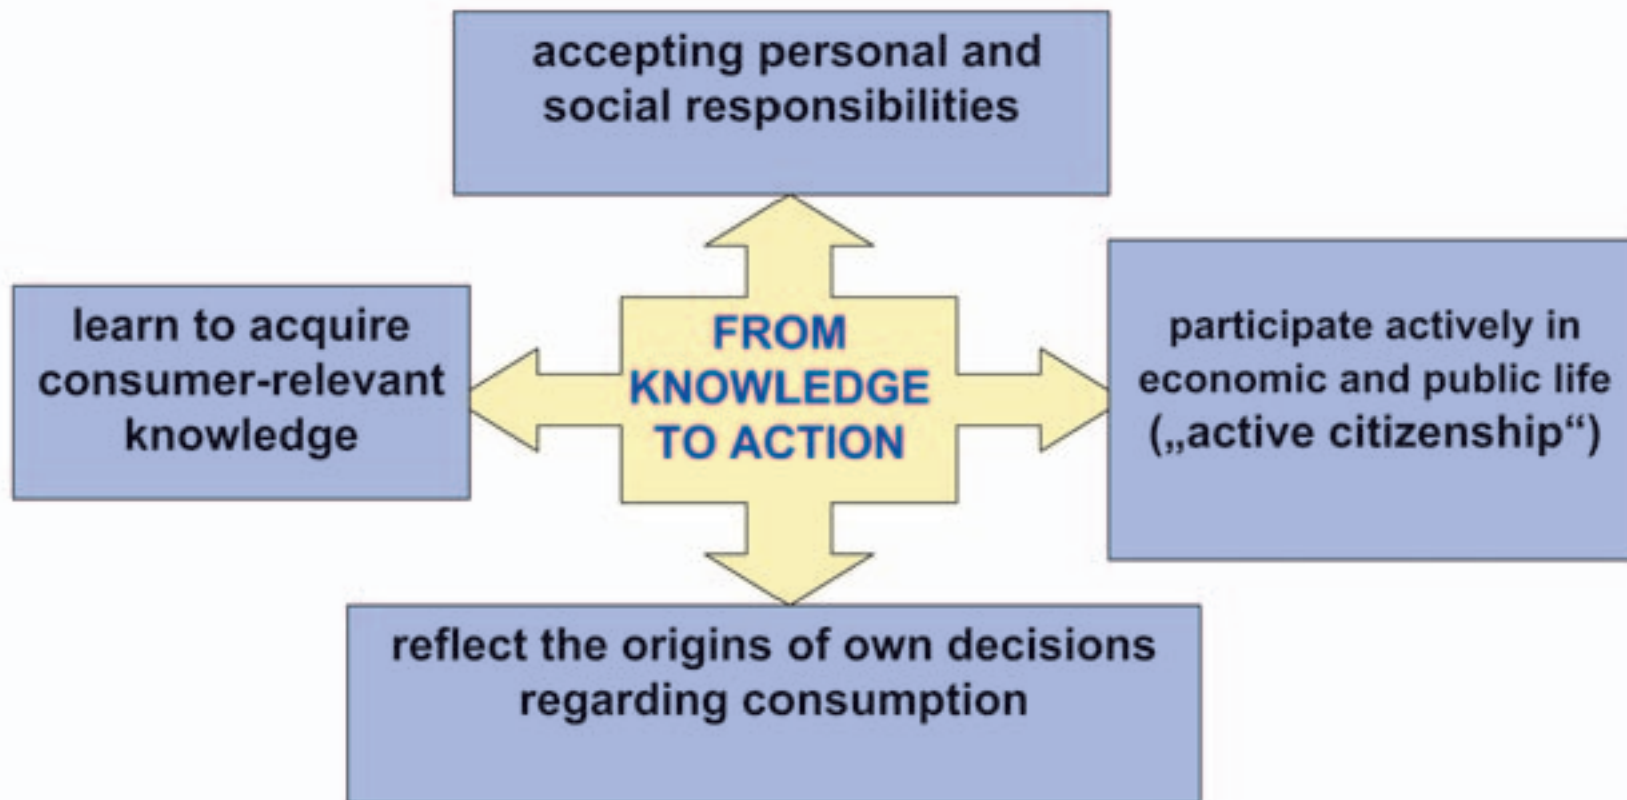 accepting personal and
social responsibilities
learn to acquire
consumer-relevant
knowledge
FROM
KNOWLEDGE
TO ACTION
participate actively in
economic and public life
(„active citizenship“)
reflect the origins of own decisions
regarding consumption